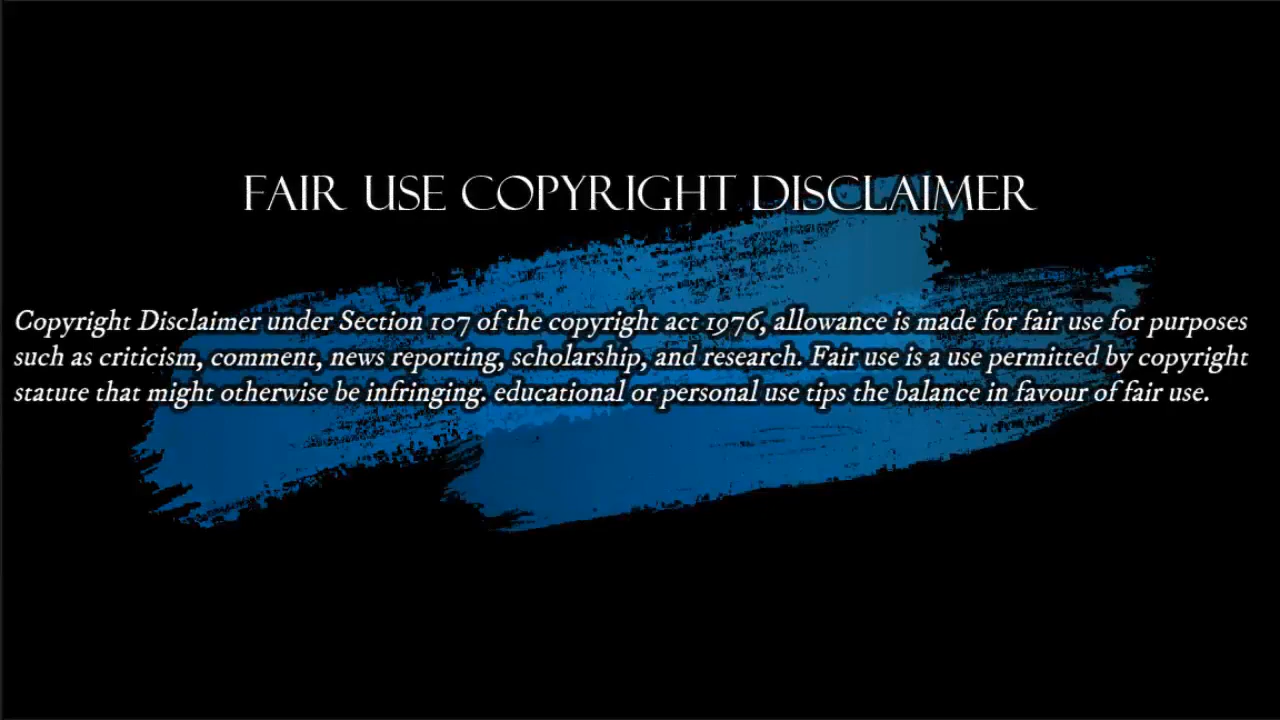 FAIR USE COPYRIGHT DISCLAIMER
Copyright Disclaimer under Section 107 of the copyright act 1976, allowance is made for fair use for purposes
such as criticism, comment, news reporting, scholarship, and research. Fair use is a use permitted by copyright
statute that might otherwise be infringing. educational or personal use tips the balance in favour of fair use.